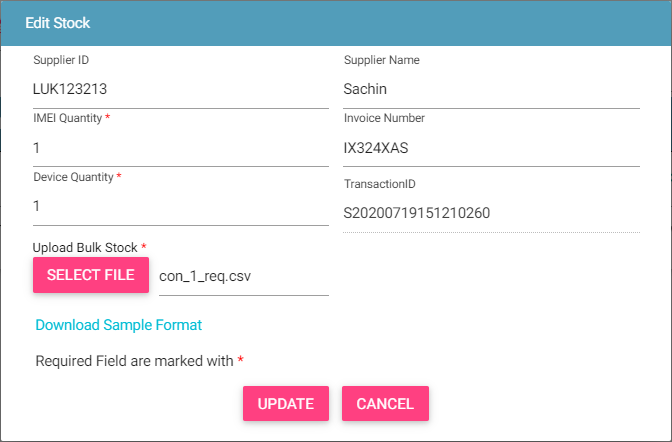 Edit Stock
Supplier ID
Supplier Name
LUK123213
Sachin
IMEI Quantity *
Invoice Number
1
IX324XAS
Device Quantity *
TransactionID
1
S20200719151210260
Upload Bulk Stock *
SELECT FILE
con_1_req.csv
Download Sample Format
Required Field are marked with *
UPDATE
CANCEL